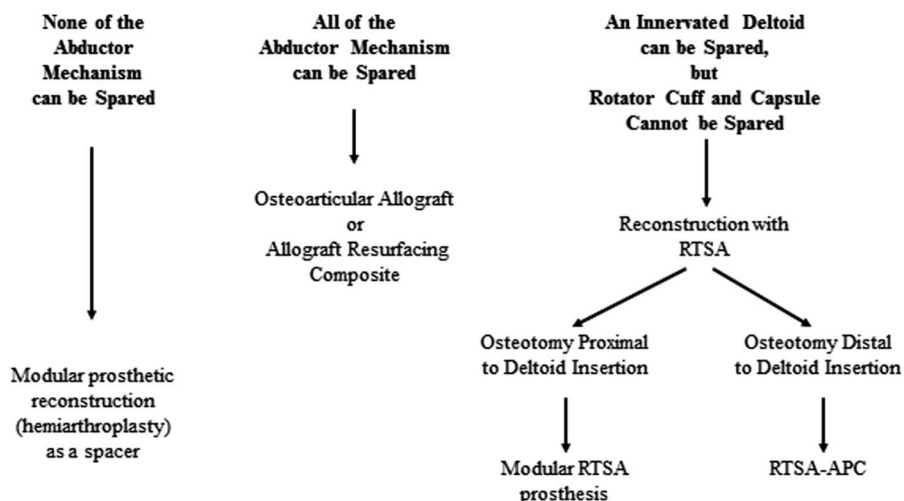 None of the
Abductor
Mechanism
can be Spared
All of the
Abductor Mechanism
can be Spared
An Innervated Deltoid
can be Spared,
but
Rotator Cuff and Capsule
Cannot be Spared
Osteoarticular Allograft
or
Allograft Resurfacing
Composite
Reconstruction with
RTSA
Osteotomy Proximal
to Deltoid Insertion
Osteotomy Distal
to Deltoid Insertion
Modular prosthetic
reconstruction
(hemiarthroplasty)
as a spacer
Modular RTSA
prosthesis
RTSA-APC